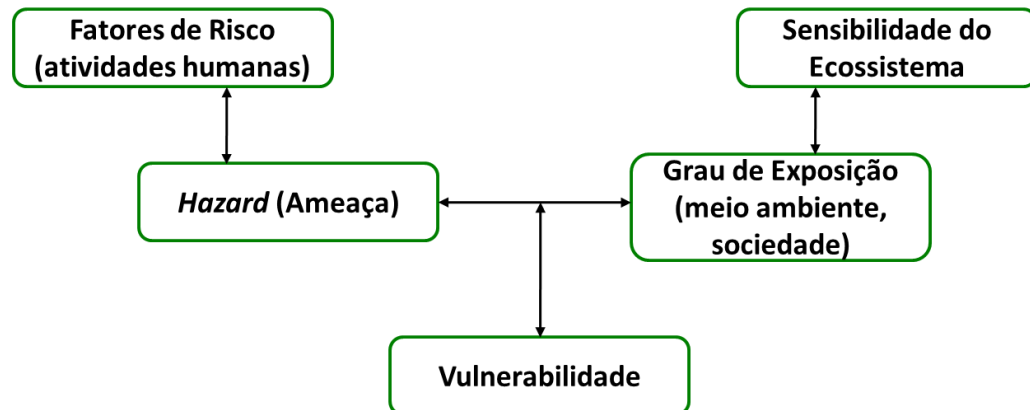 Fatores de Risco
(atividades humanas)
Sensibilidade do
Ecossistema
Hazard (Ameaça)
Grau de Exposição
(meio ambiente,
sociedade)
Vulnerabilidade